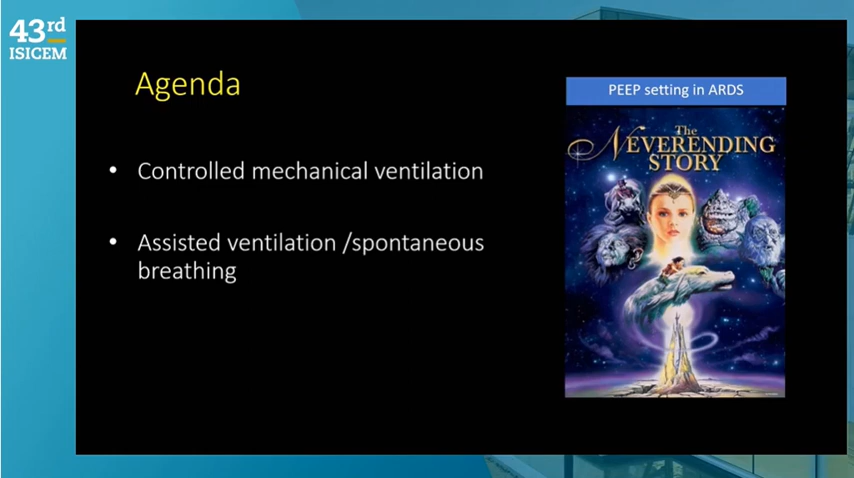 43rd
ISICEM
Agenda
• Controlled mechanical ventilation
• Assisted ventilation /spontaneous
breathing
PEEP setting in ARDS
The
NEVERENDING
STORY